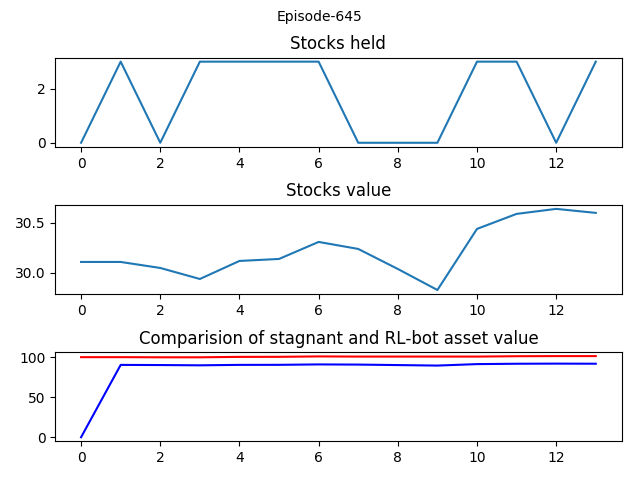 Episode-645
Stocks held
2
0
0 2 4 6 8 10 12
Stocks value
30.5
30.0
0 2 4 6 8 10 12
Comparision of stagnant and RL-bot asset value
100
50
0
0 2 4 6 8 10 12